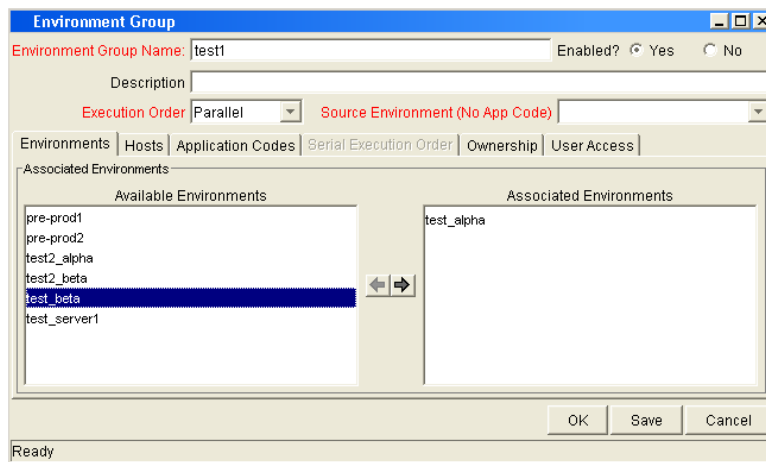 Environment Group
Environment Group Name: test1 Enabled? Yes No
Description
Execution Order Parallel Source Environment (No App Code)
Environments Hosts Application Codes Serial Execution Order Ownership User Access
Associated Environments
Available Environments Associated Environments
pre-prod1 test_alpha
pre-prod2
test2_alpha
test2_beta
test_beta
test_server1
OK Save Cancel
Ready